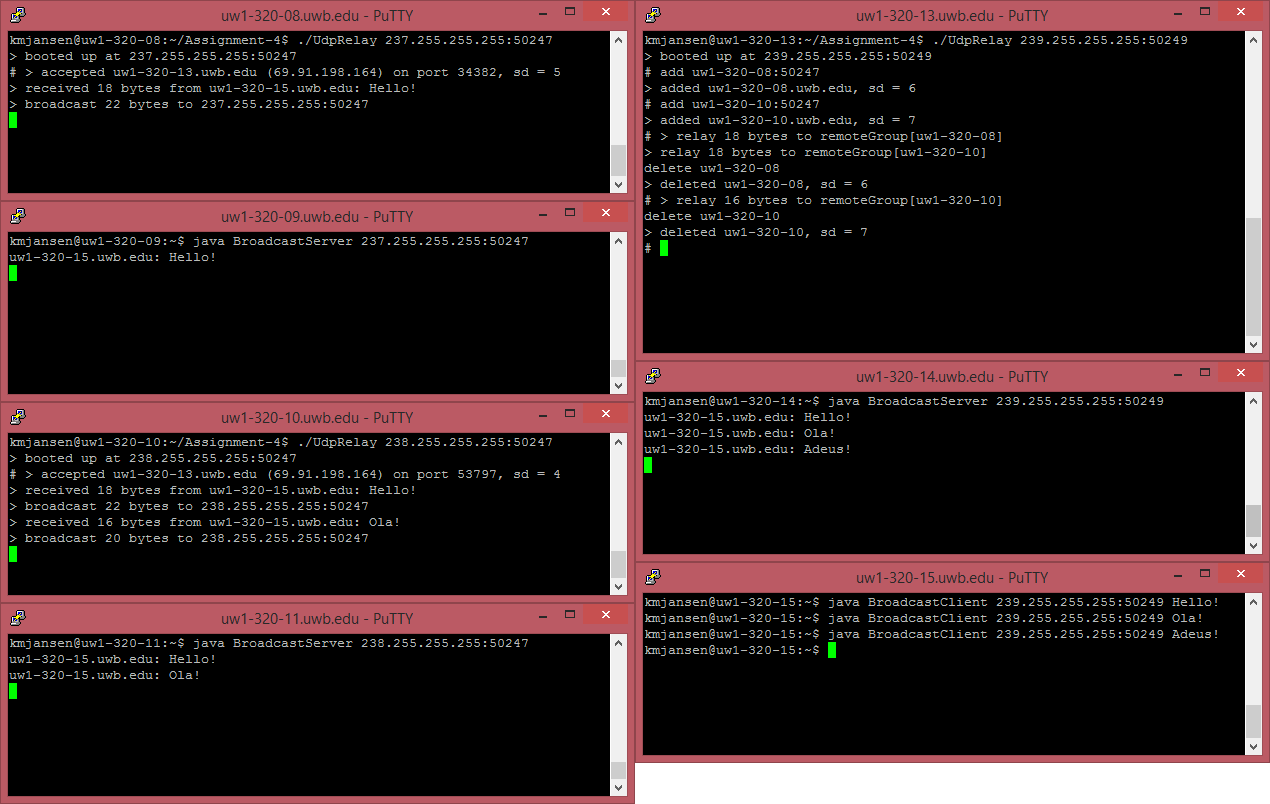 uw1-320-08.uwb.edu - PuTTY
kmjansen@uw1-320-08:~/Assignment-4$ ./UdpRelay 237.255.255.255:50247
> booted up at 237.255.255.255:50247
# > accepted uw1-320-13.uwb.edu (69.91.198.164) on port 34382, sd = 5
> received 18 bytes from uw1-320-15.uwb.edu: Hello!
> broadcast 22 bytes to 237.255.255.255:50247
uw1-320-09.uwb.edu - PuTTY
kmjansen@uw1-320-09:~$ java BroadcastServer 237.255.255.255:50247
uw1-320-15.uwb.edu: Hello!
uw1-320-10.uwb.edu - PuTTY
kmjansen@uw1-320-10:~/Assignment-4$ ./UdpRelay 238.255.255.255:50247
> booted up at 238.255.255.255:50247
# > accepted uw1-320-13.uwb.edu (69.91.198.164) on port 53797, sd = 4
> received 18 bytes from uw1-320-15.uwb.edu: Hello!
> broadcast 22 bytes to 238.255.255.255:50247
> received 16 bytes from uw1-320-15.uwb.edu: Ola!
> broadcast 20 bytes to 238.255.255.255:50247
uw1-320-11.uwb.edu - PuTTY
kmjansen@uw1-320-11:~$ java BroadcastServer 238.255.255.255:50247
uw1-320-15.uwb.edu: Hello!
uw1-320-15.uwb.edu: Ola!
uw1-320-13.uwb.edu - PuTTY
kmjansen@uw1-320-13:~/Assignment-4$ ./UdpRelay 239.255.255.255:50249
> booted up at 239.255.255.255:50249
# add uw1-320-08:50247
> added uw1-320-08.uwb.edu, sd = 6
# add uw1-320-10:50247
> added uw1-320-10.uwb.edu, sd = 7
# > relay 18 bytes to remoteGroup[uw1-320-08]
> relay 18 bytes to remoteGroup[uw1-320-10]
delete uw1-320-08
> deleted uw1-320-08, sd = 6
# > relay 16 bytes to remoteGroup[uw1-320-10]
delete uw1-320-10
> deleted uw1-320-10, sd = 7
#
uw1-320-14.uwb.edu - PuTTY
kmjansen@uw1-320-14:~$ java BroadcastServer 239.255.255.255:50249
uw1-320-15.uwb.edu: Hello!
uw1-320-15.uwb.edu: Ola!
uw1-320-15.uwb.edu: Adeus!
uw1-320-15.uwb.edu - PuTTY
kmjansen@uw1-320-15:~$ java BroadcastClient 239.255.255.255:50249 Hello!
kmjansen@uw1-320-15:~$ java BroadcastClient 239.255.255.255:50249 Ola!
kmjansen@uw1-320-15:~$ java BroadcastClient 239.255.255.255:50249 Adeus!
kmjansen@uw1-320-15:~$